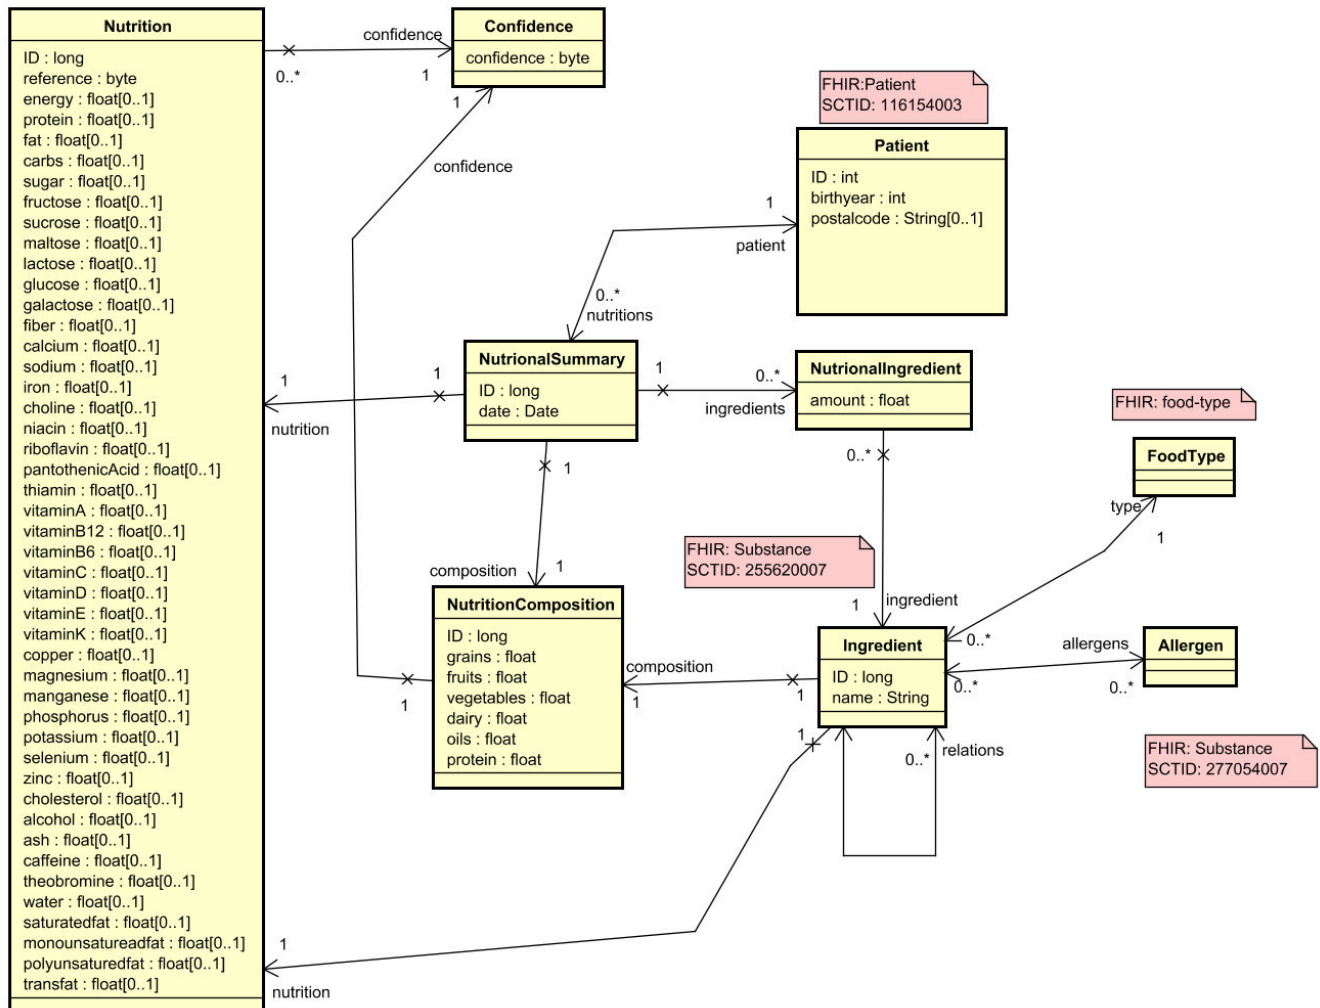 Nutrition
ID : long
reference : byte
energy : float[0..1]
protein : float[0..1]
fat : float[0..1]
carbs : float[0..1]
sugar : float[0..1]
fructose : float[0..1]
sucrose : float[0..1]
maltose : float[0..1]
lactose : float[0..1]
glucose : float[0..1]
galactose : float[0..1]
fiber : float[0..1]
calcium : float[0..1]
sodium : float[0..1]
iron : float[0..1]
choline : float[0..1]
niacin : float[0..1]
riboflavin : float[0..1]
pantothenicAcid : float[0..1]
thiamin : float[0..1]
vitaminA : float[0..1]
vitaminB12 : float[0..1]
vitaminB6 : float[0..1]
vitaminC : float[0..1]
vitaminD : float[0..1]
vitaminE : float[0..1]
vitaminK : float[0..1]
copper : float[0..1]
magnesium : float[0..1]
manganese : float[0..1]
phosphorus : float[0..1]
potassium : float[0..1]
selenium : float[0..1]
zinc : float[0..1]
cholesterol : float[0..1]
alcohol : float[0..1]
ash : float[0..1]
caffeine : float[0..1]
theobromine : float[0..1]
water : float[0..1]
saturatedfat : float[0..1]
monounsatureadfat : float[0..1]
polyunsaturedfat : float[0..1]
transfat : float[0..1]
confidence
0..*
1
Confidence
confidence : byte
1
confidence
FHIR:Patient
SCTID: 116154003
Patient
ID : int
birthyear : int
postalcode : String[0..1]
1
patient
0..*
nutritions
NutrionalSummary
ID : long
date : Date
1
1
nutrition
1
0..*
ingredients
NutrionalIngredient
amount : float
0..*
FHIR: food-type
FoodType
type
1
1
composition
1
FHIR: Substance
SCTID: 255620007
1
ingredient
NutritionComposition
ID : long
grains : float
fruits : float
vegetables : float
dairy : float
oils : float
protein : float
1
composition
1
1
Ingredient
ID : long
name : String
0..*
allergens
0..*
0..*
Allergen
FHIR: Substance
SCTID: 277054007
1
0..*
relations
1
nutrition